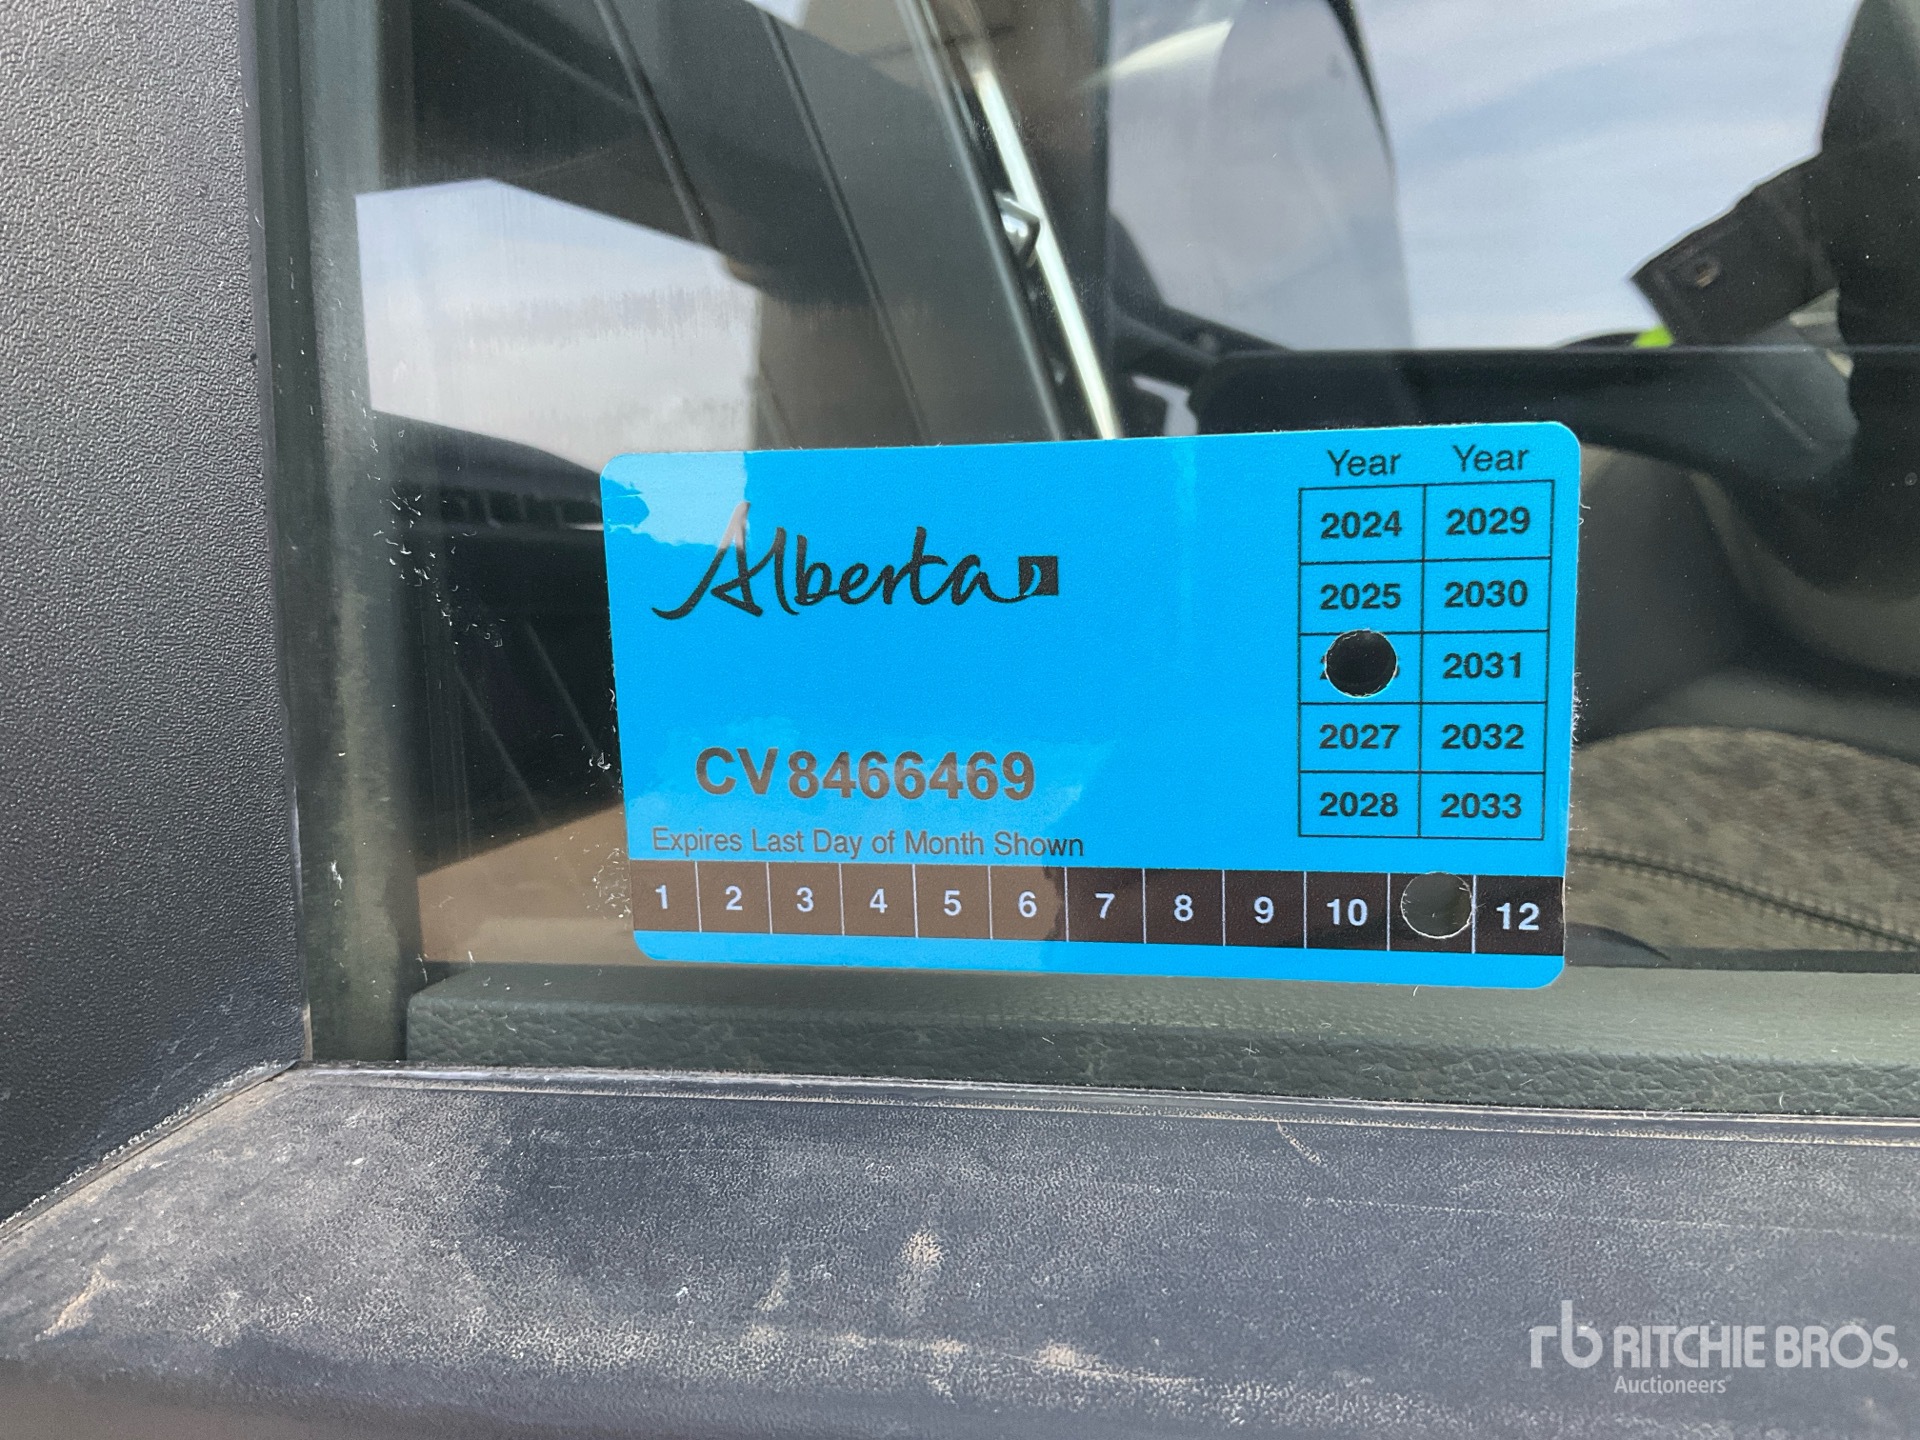 Alberta
Year Year
2024 2029
2025 2030
2031
2027 2032
2028 2033
CV8466469
Expires Last Day of Month Shown
1 2 3 4 5 6 7 8 9 10 12
rb RITCHIE BROS.
Auctioneers